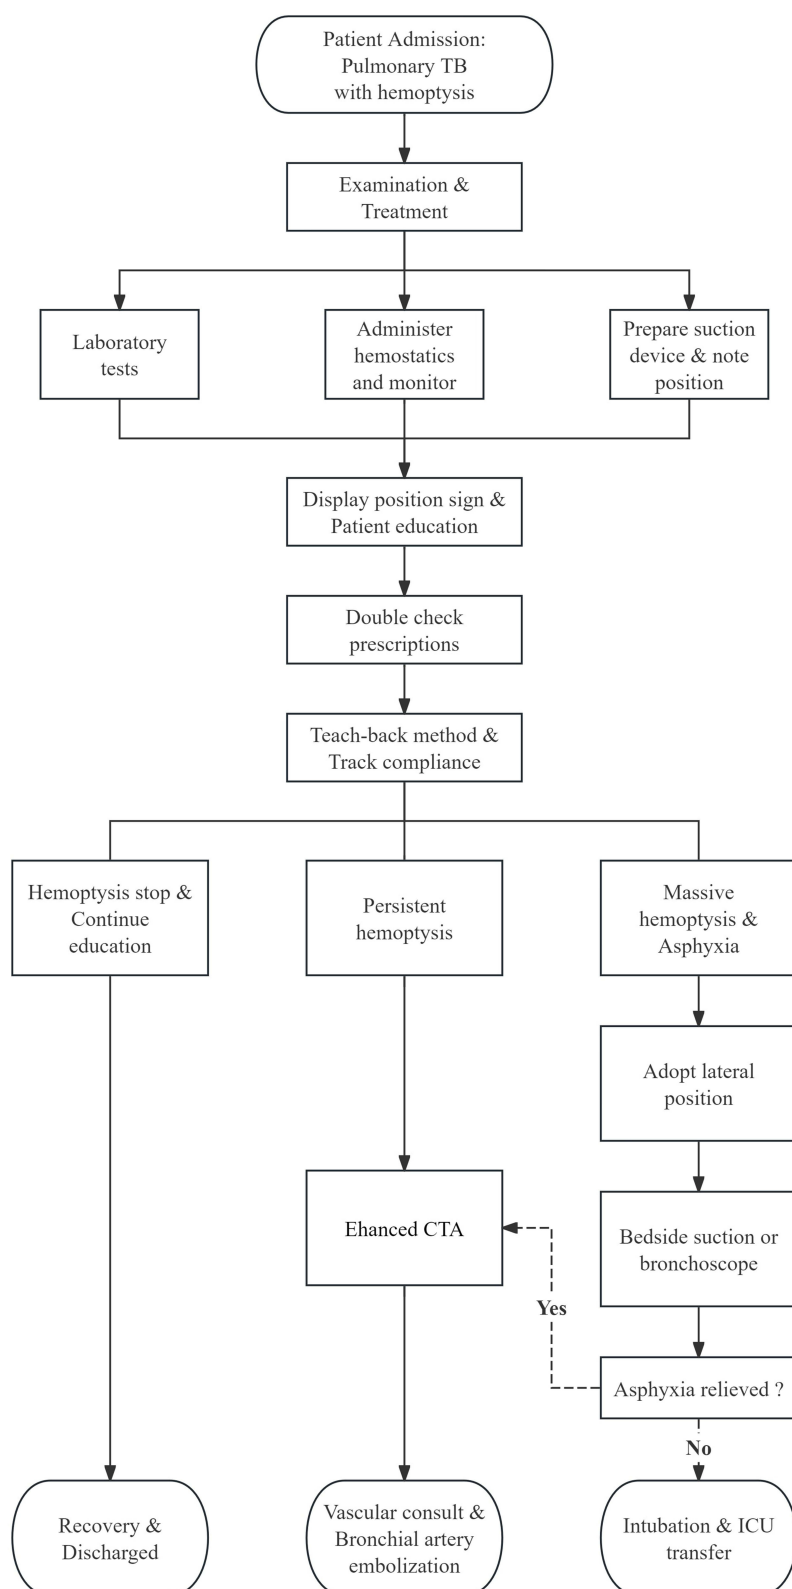 Patient Admission:
Pulmonary TB
with hemoptysis
Examination &
Treatment
Laboratory
tests
Administer
hemostatics
and monitor
Prepare suction
device & note
position
Display position sign &
Patient education
Double check
prescriptions
Teach-back method &
Track compliance
Hemoptysis stop &
Continue
education
Persistent
hemoptysis
Massive
hemoptysis &
Asphyxia
Adopt lateral
position
Ehanced CTA
Bedside suction or
bronchoscope
Yes
Asphyxia relieved ?
No
Recovery &
Discharged
Vascular consult &
Bronchial artery
embolization
Intubation & ICU
transfer